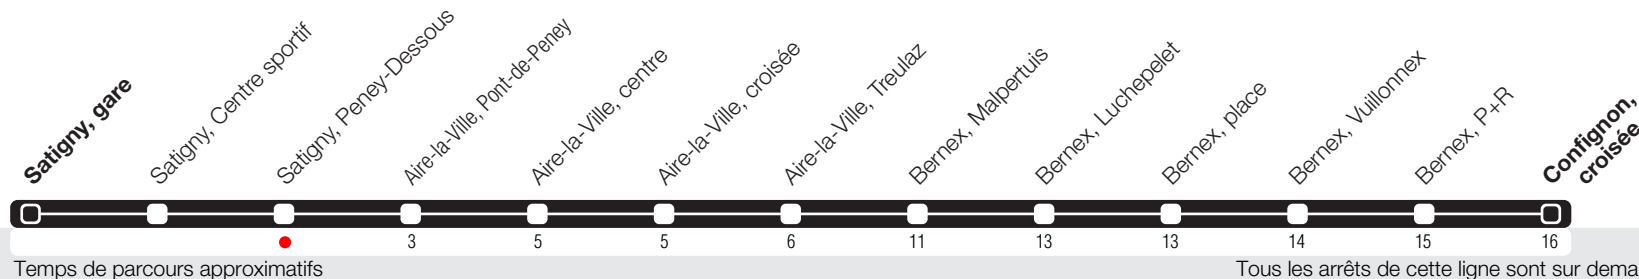 Satigny, gare
Satigny, Centre sportif
Satigny, Peney-Dessous
Aire-la-Ville, Pont-de-Peney
Aire-la-Ville, centre
Aire-la-Ville, croisée
Aire-la-Ville, Treulaz
Bernex, Malpertuis
Bernex, Luchepelet
Bernex, place
Bernex, Vuillonnex
Bernex, P+R
Confignon,
croisée
3 5 5 6 11 13 13 14 15 16
Temps de parcours approximatifs
Tous les arrêts de cette ligne sont sur dema